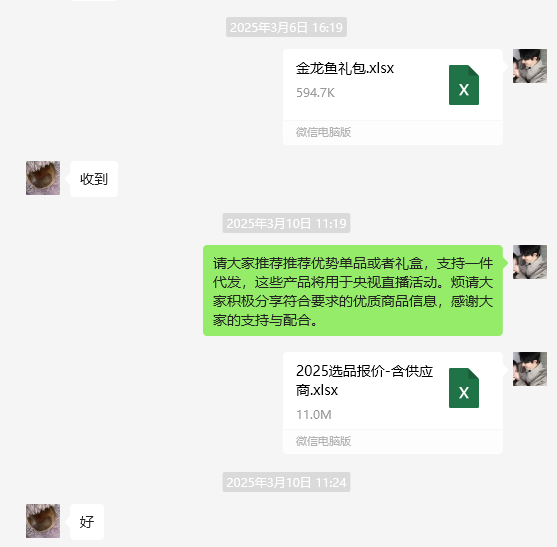 2025年3月6日 16:19
金龙鱼礼包.xlsx
594.7K
X
微信电脑版
收到
2025年3月10日 11:19
请大家推荐推荐优势单品或者礼盒，支持一件
代发，这些产品将用于央视直播活动。烦请大
家积极分享符合要求的优质商品信息，感谢大
家的支持与配合。
2025选品报价-含供应
商.xlsx
11.0M
X
微信电脑版
2025年3月10日 11:24
好